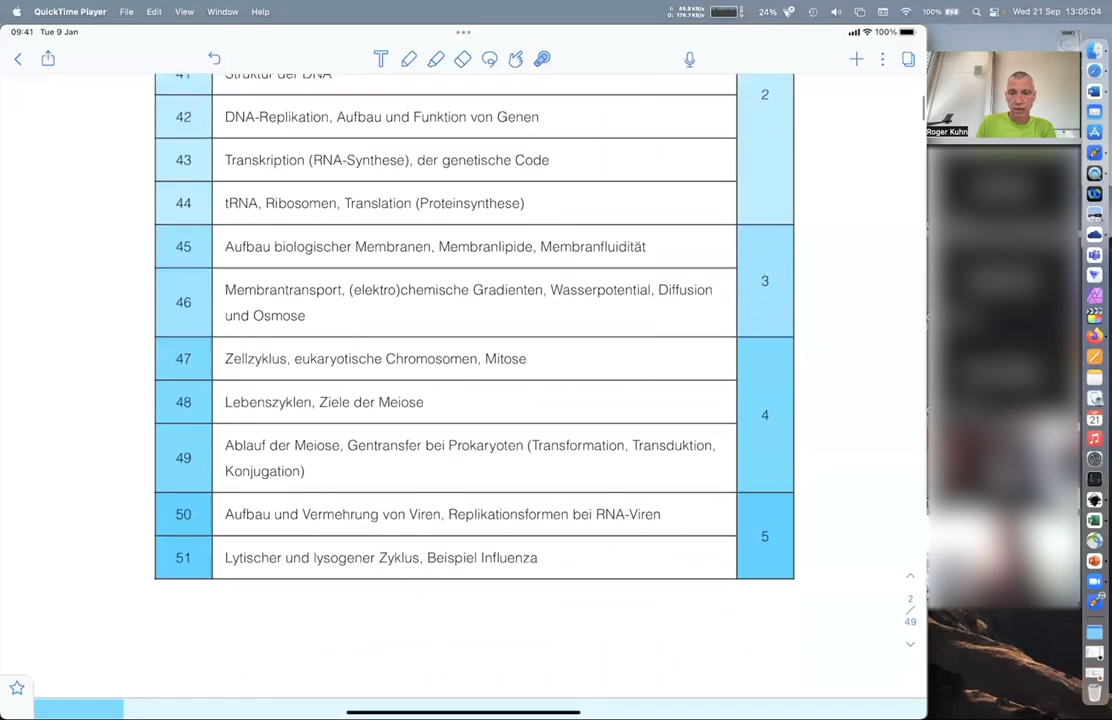 QuickTime Player File Edit View Window Help
24% 100% Wed 21 Sep 13:05:04
09:41 Tue 9 Jan
100%
41 Struktur der DNA
2
42 DNA-Replikation, Aufbau und Funktion von Genen
43 Transkription (RNA-Synthese), der genetische Code
44 tRNA, Ribosomen, Translation (Proteinsynthese)
45 Aufbau biologischer Membranen, Membranlipide, Membranfluidität
3
46 Membrantransport, (elektro)chemische Gradienten, Wasserpotential, Diffusion
und Osmose
47 Zellzyklus, eukaryotische Chromosomen, Mitose
48 Lebenszyklen, Ziele der Meiose
4
49 Ablauf der Meiose, Gentransfer bei Prokaryoten (Transformation, Transduktion,
Konjugation)
50 Aufbau und Vermehrung von Viren, Replikationsformen bei RNA-Viren
5
51 Lytischer und lysogener Zyklus, Beispiel Influenza
2
/
49
Roger Kuhn